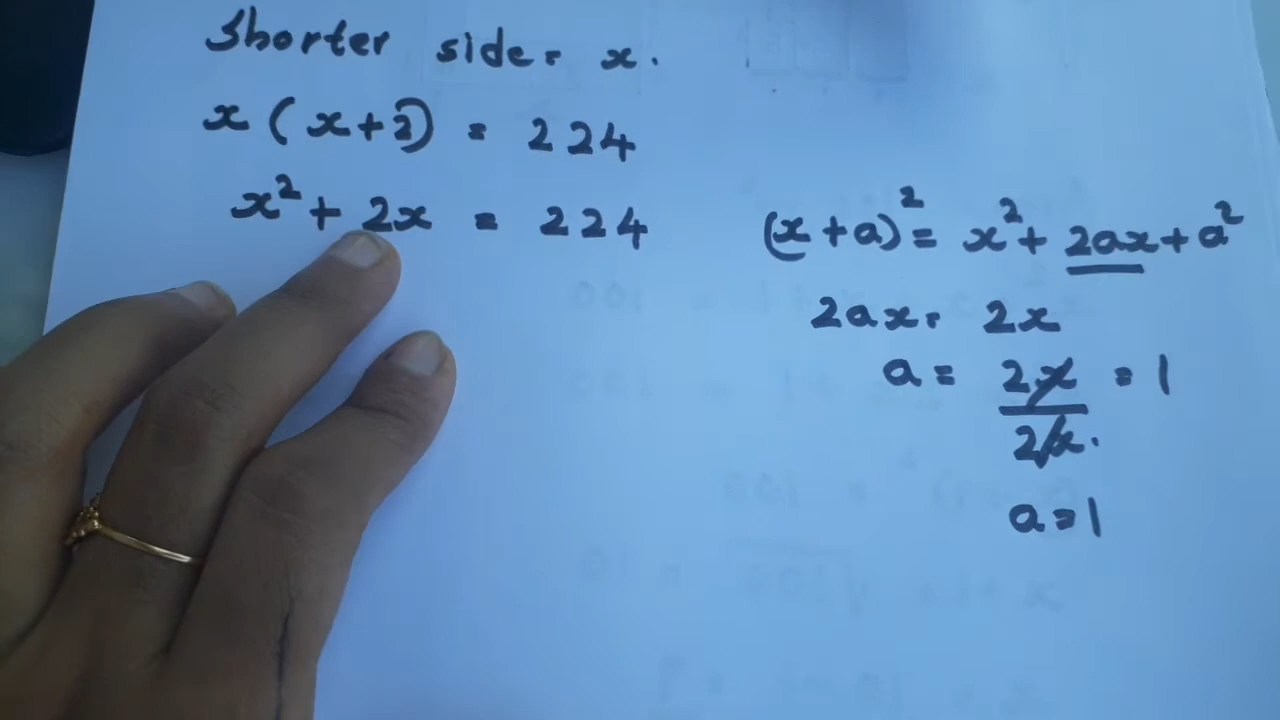 Shorter side = x.
x (x+2) = 224
x² + 2x = 224
(x + a)² = x² + 2ax + a²
2ax = 2x
a = 2x/2x. = 1
a = 1